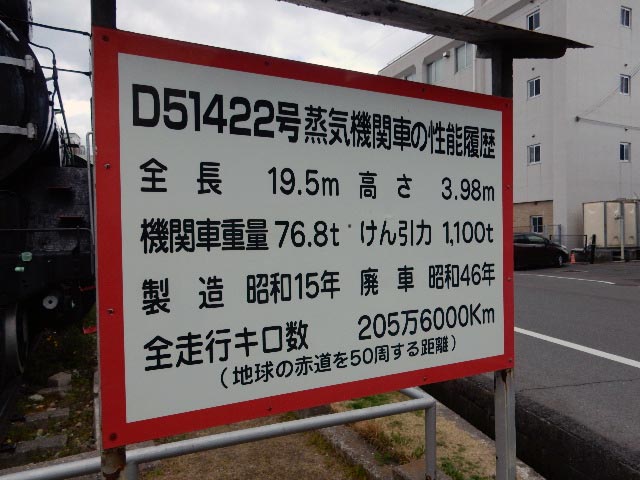 D51422号蒸気機関車の性能履歴
全長 19.5m 高さ 3.98m
機関車重量 76.8t けん引力 1,100t
製造 昭和15年 廃車 昭和46年
全走行キロ数 205万6000Km
(地球の赤道を50周する距離)